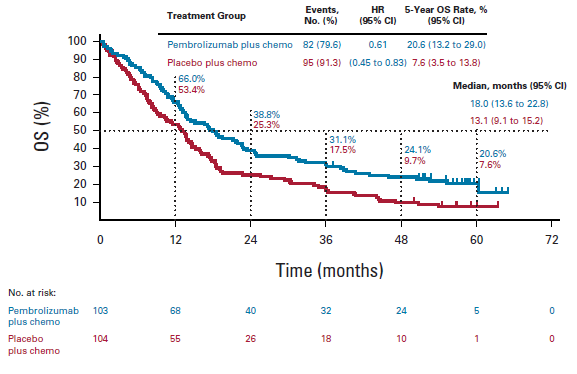 Treatment Group Events, No. (%) HR (95% CI) 5-Year OS Rate, % (95% CI)
Pembrolizumab plus chemo 82 (79.6) 0.61 20.6 (13.2 to 29.0)
Placebo plus chemo 95 (91.3) (0.45 to 0.83) 7.6 (3.5 to 13.8)
Median, months (95% CI)
18.0 (13.6 to 22.8)
13.1 (9.1 to 15.2)
OS (%)
100
90
80
70
60
50
40
30
20
10
66.0%
53.4%
38.8%
25.3%
31.1%
17.5%
24.1%
9.7%
20.6%
7.6%
0 12 24 36 48 60 72
Time (months)
No. at risk:
Pembrolizumab plus chemo 103 68 40 32 24 5 0
Placebo plus chemo 104 55 26 18 10 1 0